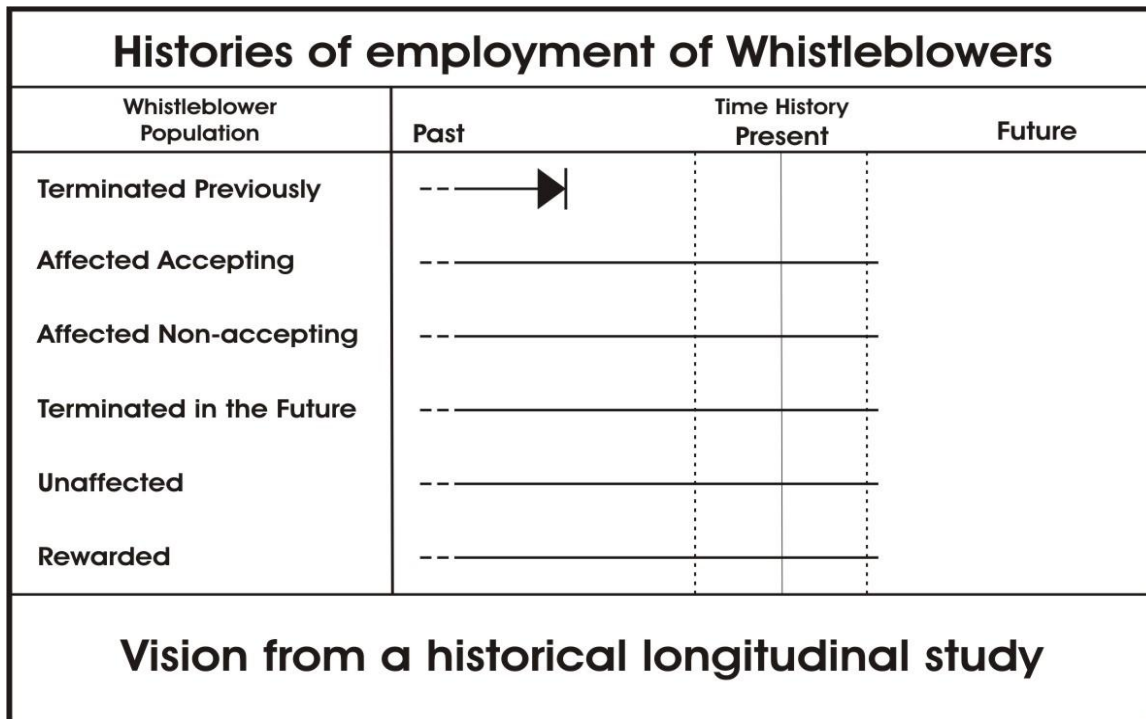 Histories of employment of Whistleblowers
Whistleblower
Population
Time History
Past
Present
Future
Terminated Previously
Affected Accepting
Affected Non-accepting
Terminated in the Future
Unaffected
Rewarded
Vision from a historical longitudinal study